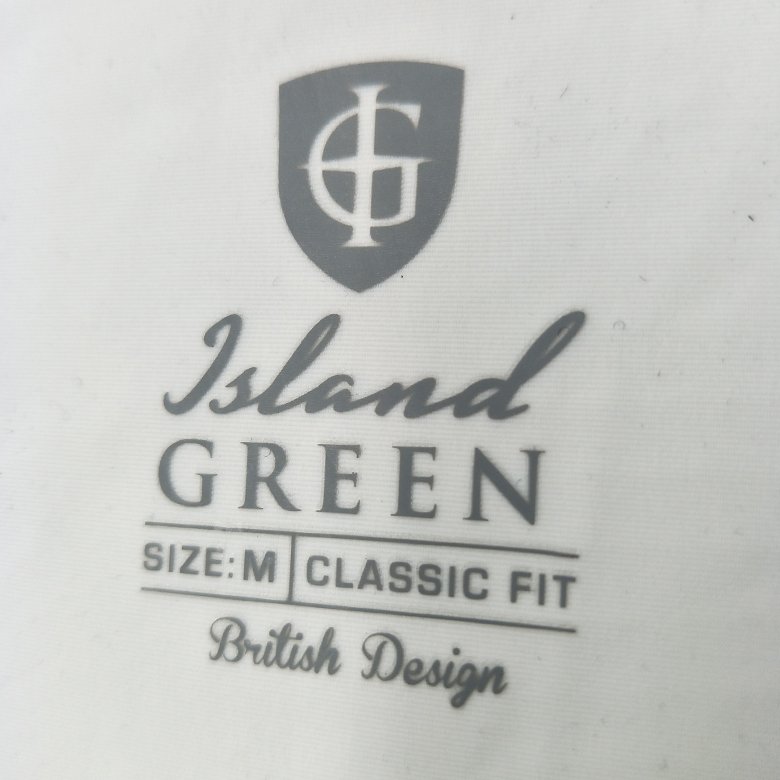 IG
Island
GREEN
SIZE: M CLASSIC FIT
British Design